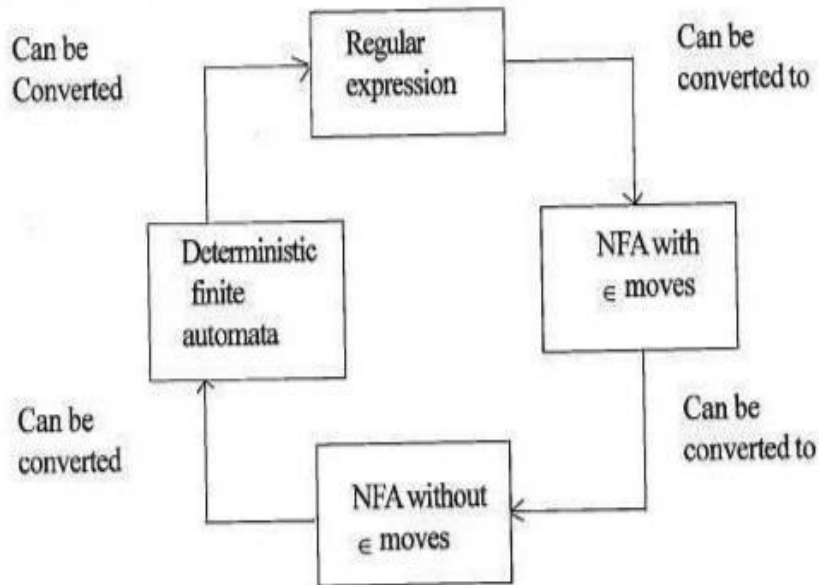 Can be
Converted
Regular
expression
Can be
converted to
Deterministic
finite
automata
NFA with
∈ moves
Can be
converted
Can be
converted to
NFA without
∈ moves